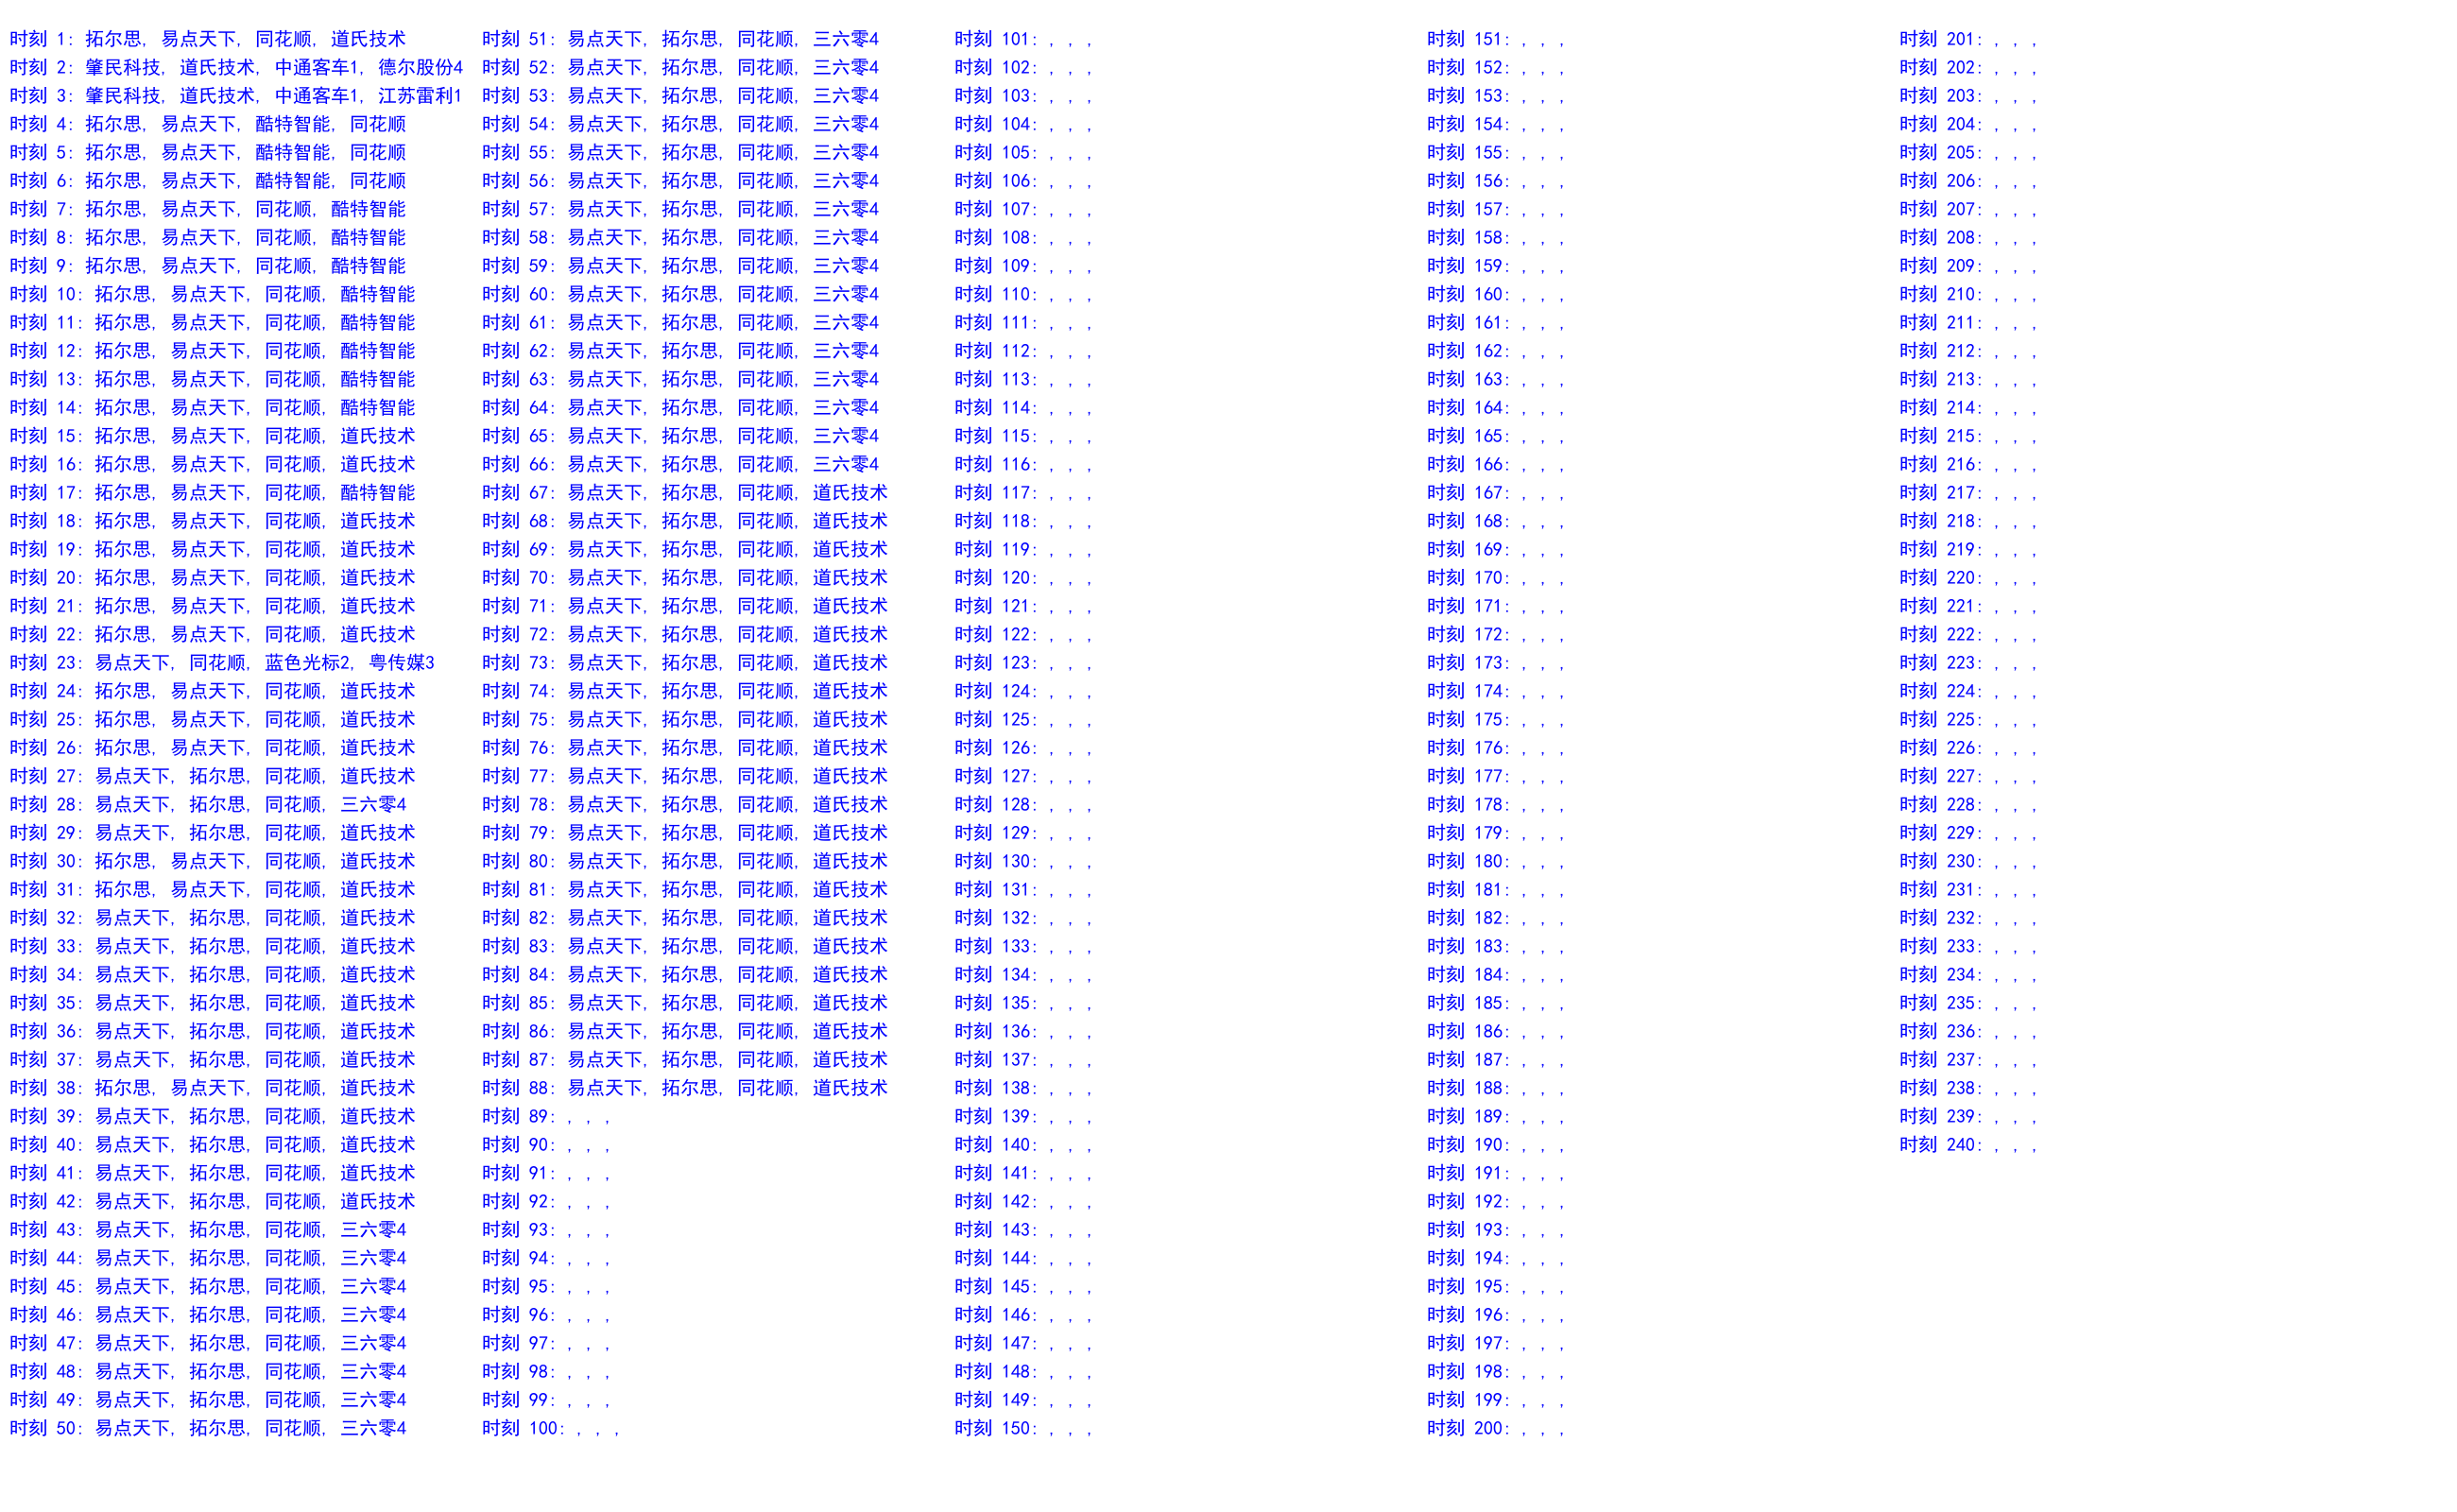 时刻 1: 拓尔思, 易点天下, 同花顺, 道氏技术
时刻 2: 肇民科技, 道氏技术, 中通客车1, 德尔股份4
时刻 3: 肇民科技, 道氏技术, 中通客车1, 江苏雷利1
时刻 4: 拓尔思, 易点天下, 酷特智能, 同花顺
时刻 5: 拓尔思, 易点天下, 酷特智能, 同花顺
时刻 6: 拓尔思, 易点天下, 酷特智能, 同花顺
时刻 7: 拓尔思, 易点天下, 同花顺, 酷特智能
时刻 8: 拓尔思, 易点天下, 同花顺, 酷特智能
时刻 9: 拓尔思, 易点天下, 同花顺, 酷特智能
时刻 10: 拓尔思, 易点天下, 同花顺, 酷特智能
时刻 11: 拓尔思, 易点天下, 同花顺, 酷特智能
时刻 12: 拓尔思, 易点天下, 同花顺, 酷特智能
时刻 13: 拓尔思, 易点天下, 同花顺, 酷特智能
时刻 14: 拓尔思, 易点天下, 同花顺, 酷特智能
时刻 15: 拓尔思, 易点天下, 同花顺, 道氏技术
时刻 16: 拓尔思, 易点天下, 同花顺, 道氏技术
时刻 17: 拓尔思, 易点天下, 同花顺, 酷特智能
时刻 18: 拓尔思, 易点天下, 同花顺, 道氏技术
时刻 19: 拓尔思, 易点天下, 同花顺, 道氏技术
时刻 20: 拓尔思, 易点天下, 同花顺, 道氏技术
时刻 21: 拓尔思, 易点天下, 同花顺, 道氏技术
时刻 22: 拓尔思, 易点天下, 同花顺, 道氏技术
时刻 23: 易点天下, 同花顺, 蓝色光标2, 粤传媒3
时刻 24: 拓尔思, 易点天下, 同花顺, 道氏技术
时刻 25: 拓尔思, 易点天下, 同花顺, 道氏技术
时刻 26: 拓尔思, 易点天下, 同花顺, 道氏技术
时刻 27: 易点天下, 拓尔思, 同花顺, 道氏技术
时刻 28: 易点天下, 拓尔思, 同花顺, 三六零4
时刻 29: 易点天下, 拓尔思, 同花顺, 道氏技术
时刻 30: 拓尔思, 易点天下, 同花顺, 道氏技术
时刻 31: 拓尔思, 易点天下, 同花顺, 道氏技术
时刻 32: 易点天下, 拓尔思, 同花顺, 道氏技术
时刻 33: 易点天下, 拓尔思, 同花顺, 道氏技术
时刻 34: 易点天下, 拓尔思, 同花顺, 道氏技术
时刻 35: 易点天下, 拓尔思, 同花顺, 道氏技术
时刻 36: 易点天下, 拓尔思, 同花顺, 道氏技术
时刻 37: 易点天下, 拓尔思, 同花顺, 道氏技术
时刻 38: 拓尔思, 易点天下, 同花顺, 道氏技术
时刻 39: 易点天下, 拓尔思, 同花顺, 道氏技术
时刻 40: 易点天下, 拓尔思, 同花顺, 道氏技术
时刻 41: 易点天下, 拓尔思, 同花顺, 道氏技术
时刻 42: 易点天下, 拓尔思, 同花顺, 道氏技术
时刻 43: 易点天下, 拓尔思, 同花顺, 三六零4
时刻 44: 易点天下, 拓尔思, 同花顺, 三六零4
时刻 45: 易点天下, 拓尔思, 同花顺, 三六零4
时刻 46: 易点天下, 拓尔思, 同花顺, 三六零4
时刻 47: 易点天下, 拓尔思, 同花顺, 三六零4
时刻 48: 易点天下, 拓尔思, 同花顺, 三六零4
时刻 49: 易点天下, 拓尔思, 同花顺, 三六零4
时刻 50: 易点天下, 拓尔思, 同花顺, 三六零4
时刻 51: 易点天下, 拓尔思, 同花顺, 三六零4
时刻 52: 易点天下, 拓尔思, 同花顺, 三六零4
时刻 53: 易点天下, 拓尔思, 同花顺, 三六零4
时刻 54: 易点天下, 拓尔思, 同花顺, 三六零4
时刻 55: 易点天下, 拓尔思, 同花顺, 三六零4
时刻 56: 易点天下, 拓尔思, 同花顺, 三六零4
时刻 57: 易点天下, 拓尔思, 同花顺, 三六零4
时刻 58: 易点天下, 拓尔思, 同花顺, 三六零4
时刻 59: 易点天下, 拓尔思, 同花顺, 三六零4
时刻 60: 易点天下, 拓尔思, 同花顺, 三六零4
时刻 61: 易点天下, 拓尔思, 同花顺, 三六零4
时刻 62: 易点天下, 拓尔思, 同花顺, 三六零4
时刻 63: 易点天下, 拓尔思, 同花顺, 三六零4
时刻 64: 易点天下, 拓尔思, 同花顺, 三六零4
时刻 65: 易点天下, 拓尔思, 同花顺, 三六零4
时刻 66: 易点天下, 拓尔思, 同花顺, 三六零4
时刻 67: 易点天下, 拓尔思, 同花顺, 道氏技术
时刻 68: 易点天下, 拓尔思, 同花顺, 道氏技术
时刻 69: 易点天下, 拓尔思, 同花顺, 道氏技术
时刻 70: 易点天下, 拓尔思, 同花顺, 道氏技术
时刻 71: 易点天下, 拓尔思, 同花顺, 道氏技术
时刻 72: 易点天下, 拓尔思, 同花顺, 道氏技术
时刻 73: 易点天下, 拓尔思, 同花顺, 道氏技术
时刻 74: 易点天下, 拓尔思, 同花顺, 道氏技术
时刻 75: 易点天下, 拓尔思, 同花顺, 道氏技术
时刻 76: 易点天下, 拓尔思, 同花顺, 道氏技术
时刻 77: 易点天下, 拓尔思, 同花顺, 道氏技术
时刻 78: 易点天下, 拓尔思, 同花顺, 道氏技术
时刻 79: 易点天下, 拓尔思, 同花顺, 道氏技术
时刻 80: 易点天下, 拓尔思, 同花顺, 道氏技术
时刻 81: 易点天下, 拓尔思, 同花顺, 道氏技术
时刻 82: 易点天下, 拓尔思, 同花顺, 道氏技术
时刻 83: 易点天下, 拓尔思, 同花顺, 道氏技术
时刻 84: 易点天下, 拓尔思, 同花顺, 道氏技术
时刻 85: 易点天下, 拓尔思, 同花顺, 道氏技术
时刻 86: 易点天下, 拓尔思, 同花顺, 道氏技术
时刻 87: 易点天下, 拓尔思, 同花顺, 道氏技术
时刻 88: 易点天下, 拓尔思, 同花顺, 道氏技术
时刻 89: , , ,
时刻 90: , , ,
时刻 91: , , ,
时刻 92: , , ,
时刻 93: , , ,
时刻 94: , , ,
时刻 95: , , ,
时刻 96: , , ,
时刻 97: , , ,
时刻 98: , , ,
时刻 99: , , ,
时刻 100: , , ,
时刻 101: , , ,
时刻 102: , , ,
时刻 103: , , ,
时刻 104: , , ,
时刻 105: , , ,
时刻 106: , , ,
时刻 107: , , ,
时刻 108: , , ,
时刻 109: , , ,
时刻 110: , , ,
时刻 111: , , ,
时刻 112: , , ,
时刻 113: , , ,
时刻 114: , , ,
时刻 115: , , ,
时刻 116: , , ,
时刻 117: , , ,
时刻 118: , , ,
时刻 119: , , ,
时刻 120: , , ,
时刻 121: , , ,
时刻 122: , , ,
时刻 123: , , ,
时刻 124: , , ,
时刻 125: , , ,
时刻 126: , , ,
时刻 127: , , ,
时刻 128: , , ,
时刻 129: , , ,
时刻 130: , , ,
时刻 131: , , ,
时刻 132: , , ,
时刻 133: , , ,
时刻 134: , , ,
时刻 135: , , ,
时刻 136: , , ,
时刻 137: , , ,
时刻 138: , , ,
时刻 139: , , ,
时刻 140: , , ,
时刻 141: , , ,
时刻 142: , , ,
时刻 143: , , ,
时刻 144: , , ,
时刻 145: , , ,
时刻 146: , , ,
时刻 147: , , ,
时刻 148: , , ,
时刻 149: , , ,
时刻 150: , , ,
时刻 151: , , ,
时刻 152: , , ,
时刻 153: , , ,
时刻 154: , , ,
时刻 155: , , ,
时刻 156: , , ,
时刻 157: , , ,
时刻 158: , , ,
时刻 159: , , ,
时刻 160: , , ,
时刻 161: , , ,
时刻 162: , , ,
时刻 163: , , ,
时刻 164: , , ,
时刻 165: , , ,
时刻 166: , , ,
时刻 167: , , ,
时刻 168: , , ,
时刻 169: , , ,
时刻 170: , , ,
时刻 171: , , ,
时刻 172: , , ,
时刻 173: , , ,
时刻 174: , , ,
时刻 175: , , ,
时刻 176: , , ,
时刻 177: , , ,
时刻 178: , , ,
时刻 179: , , ,
时刻 180: , , ,
时刻 181: , , ,
时刻 182: , , ,
时刻 183: , , ,
时刻 184: , , ,
时刻 185: , , ,
时刻 186: , , ,
时刻 187: , , ,
时刻 188: , , ,
时刻 189: , , ,
时刻 190: , , ,
时刻 191: , , ,
时刻 192: , , ,
时刻 193: , , ,
时刻 194: , , ,
时刻 195: , , ,
时刻 196: , , ,
时刻 197: , , ,
时刻 198: , , ,
时刻 199: , , ,
时刻 200: , , ,
时刻 201: , , ,
时刻 202: , , ,
时刻 203: , , ,
时刻 204: , , ,
时刻 205: , , ,
时刻 206: , , ,
时刻 207: , , ,
时刻 208: , , ,
时刻 209: , , ,
时刻 210: , , ,
时刻 211: , , ,
时刻 212: , , ,
时刻 213: , , ,
时刻 214: , , ,
时刻 215: , , ,
时刻 216: , , ,
时刻 217: , , ,
时刻 218: , , ,
时刻 219: , , ,
时刻 220: , , ,
时刻 221: , , ,
时刻 222: , , ,
时刻 223: , , ,
时刻 224: , , ,
时刻 225: , , ,
时刻 226: , , ,
时刻 227: , , ,
时刻 228: , , ,
时刻 229: , , ,
时刻 230: , , ,
时刻 231: , , ,
时刻 232: , , ,
时刻 233: , , ,
时刻 234: , , ,
时刻 235: , , ,
时刻 236: , , ,
时刻 237: , , ,
时刻 238: , , ,
时刻 239: , , ,
时刻 240: , , ,